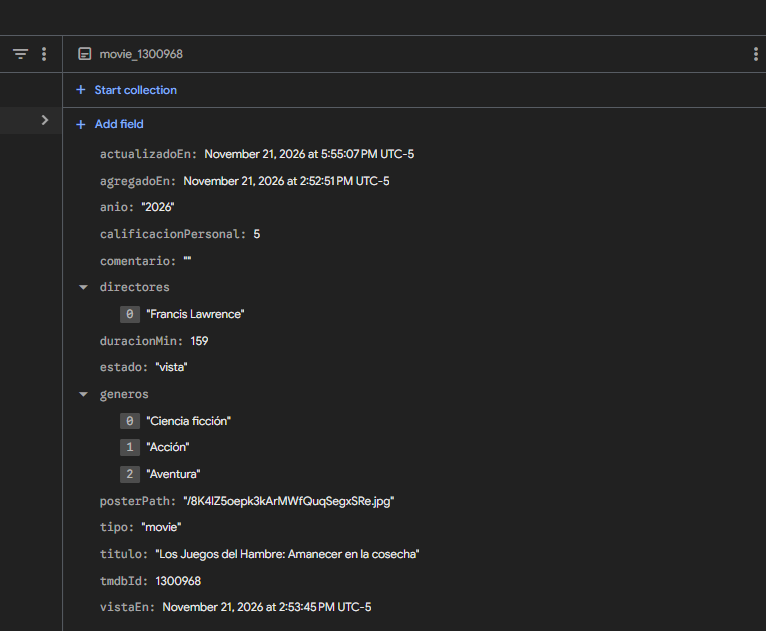 movie_1300968
+ Start collection
+ Add field
actualizadoEn: November 21, 2026 at 5:55:07 PM UTC-5
agregadoEn: November 21, 2026 at 2:52:51 PM UTC-5
anio: "2026"
calificacionPersonal: 5
comentario: ""
directores
0 "Francis Lawrence"
duracionMin: 159
estado: "vista"
generos
0 "Ciencia ficción"
1 "Acción"
2 "Aventura"
posterPath: "/8K4lZ5oepk3kArMWfQuqSegxSRe.jpg"
tipo: "movie"
titulo: "Los Juegos del Hambre: Amanecer en la cosecha"
tmdbId: 1300968
vistaEn: November 21, 2026 at 2:53:45 PM UTC-5